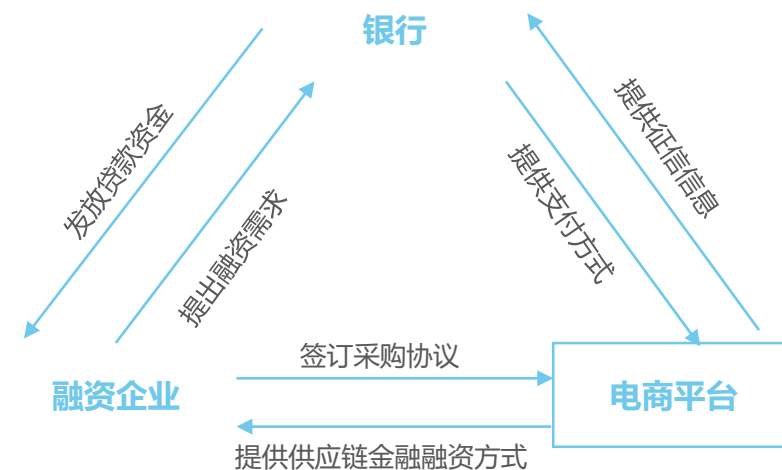 银行
发放贷款资金
提出融资需求
提供支付方式
提供征信信息
签订采购协议
融资企业
电商平台
提供供应链金融融资方式